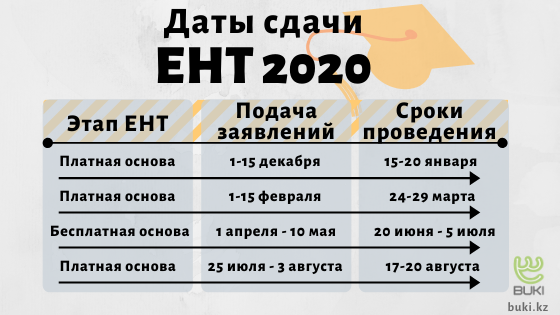 Даты сдачи
ЕНТ 2020
Этап ЕНТ
Подача
заявлений
Сроки
проведения
Платная основа 1-15 декабря 15-20 января
Платная основа 1-15 февраля 24-29 марта
Бесплатная основа 1 апреля - 10 мая 20 июня - 5 июля
Платная основа 25 июля - 3 августа 17-20 августа
BUKI
buki.kz